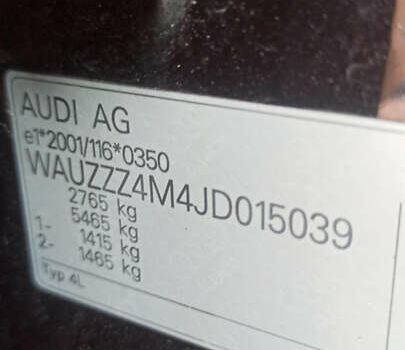 AUDI AG
e1*2001/116*0350
WAUZZZ4M4JD015039
2765 kg
5465 kg
1- 1415 kg
2- 1465 kg
Typ 4L